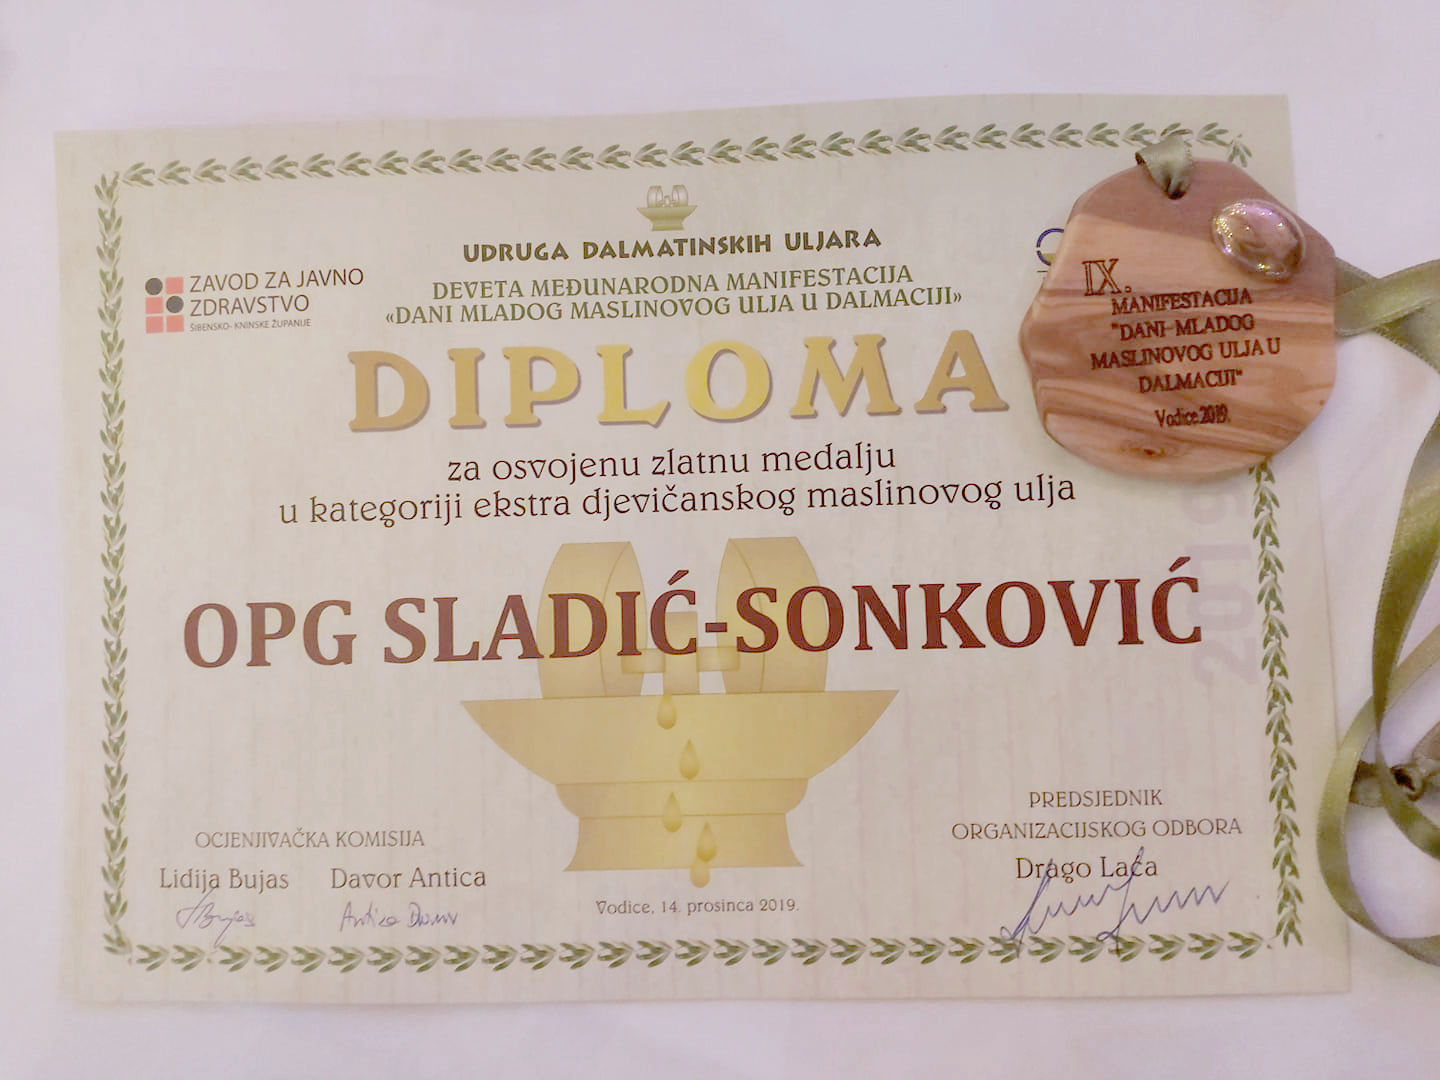 UDRUGA DALMATINSKIH ULJARA
DEVETA MEĐUNARODNA MANIFESTACIJA
«DANI MLADOG MASLINOVOG ULJA U DALMACIJI»
ZAVOD ZA JAVNO
ZDRAVSTVO
ŠIBENSKO- KNINSKE ŽUPANIJE
DIPLOMA
za osvojenu zlatnu medalju
u kategoriji ekstra djevičanskog maslinovog ulja
OPG SLADIĆ-SONKOVIĆ
2019
OCJENJIVAČKA KOMISIJA
Lidija Bujas Davor Antica
Vodice, 14. prosinca 2019.
PREDSJEDNIK
ORGANIZACIJSKOG ODBORA
Drago Laća
IX.
MANIFESTACIJA
"DANI MLADOG
MASLINOVOG ULJA U
DALMACIJI"
Vodice 2019.